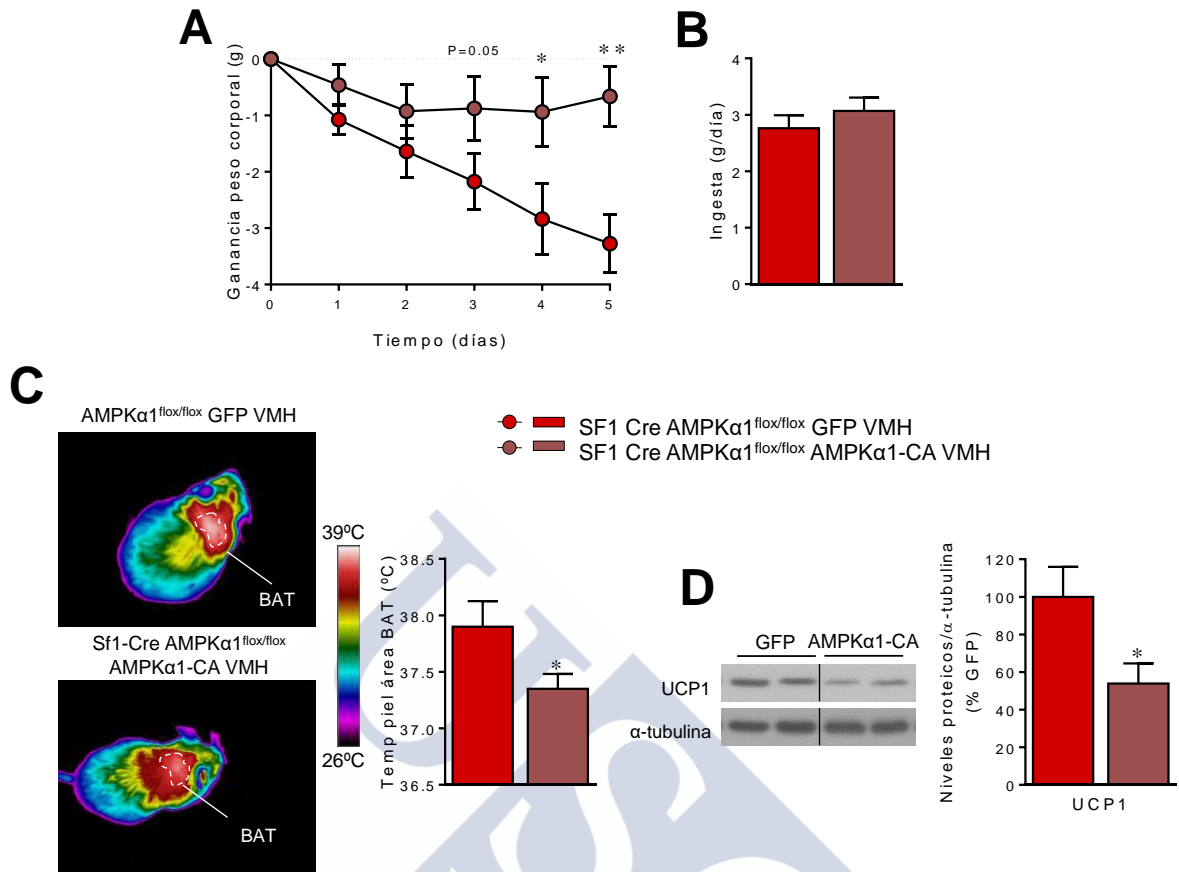 A
Ganancia peso corporal (g)
0
-1
-2
-3
-4
P=0.05
*
**
0 1 2 3 4 5
Tiempo (días)
B
Ingesta (g/día)
4
3
2
1
0
C
AMPKα1flox/flox GFP VMH
BAT
Sf1-Cre AMPKα1flox/flox
AMPKα1-CA VMH
BAT
39ºC
26ºC
SF1 Cre AMPKα1flox/flox GFP VMH
SF1 Cre AMPKα1flox/flox AMPKα1-CA VMH
Temp piel área BAT (ºC)
38.5
38.0
37.5
37.0
36.5
*
D
GFP AMPKα1-CA
UCP1
α-tubulina
Niveles proteicos/α-tubulina
(% GFP)
120
100
80
60
40
20
0
*
UCP1
US